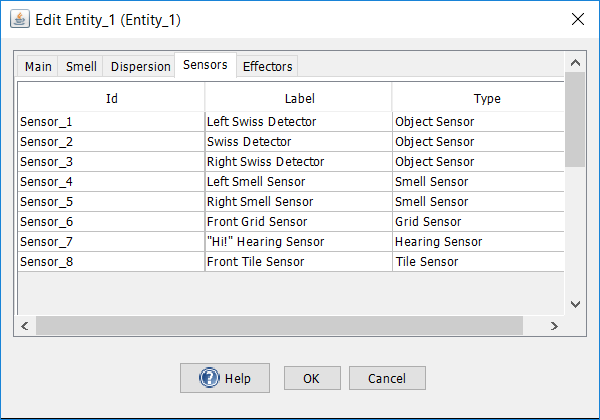 Edit Entity_1 (Entity_1)
Main Smell Dispersion Sensors Effectors
Id Label Type
Sensor_1 Left Swiss Detector Object Sensor
Sensor_2 Swiss Detector Object Sensor
Sensor_3 Right Swiss Detector Object Sensor
Sensor_4 Left Smell Sensor Smell Sensor
Sensor_5 Right Smell Sensor Smell Sensor
Sensor_6 Front Grid Sensor Grid Sensor
Sensor_7 "Hi!" Hearing Sensor Hearing Sensor
Sensor_8 Front Tile Sensor Tile Sensor
? Help OK Cancel